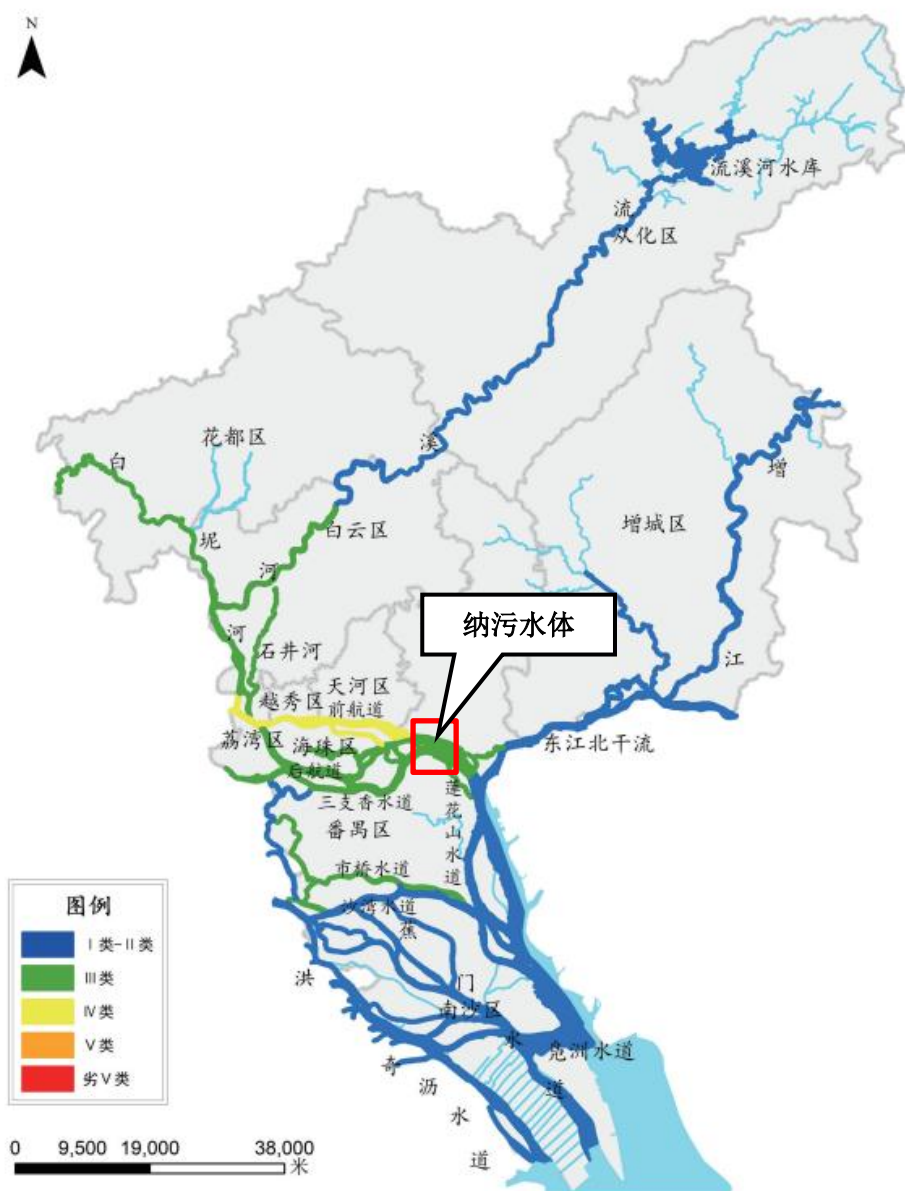 N
流溪河水库
流
从化区
溪
花都区
白
增
坭
白云区
增城区
河
纳污水体
河
石井河
江
天河区
越秀区
前航道
荔湾区
海珠区
东江北干流
后航道
莲花山水道
三支香水道
番禺区
市桥水道
沙湾水道
蕉
洪
门
南沙区
水
凫洲水道
奇
道
沥
水
道
图例
Ⅰ类-Ⅱ类
Ⅲ类
Ⅳ类
Ⅴ类
劣Ⅴ类
0 9,500 19,000 38,000
米